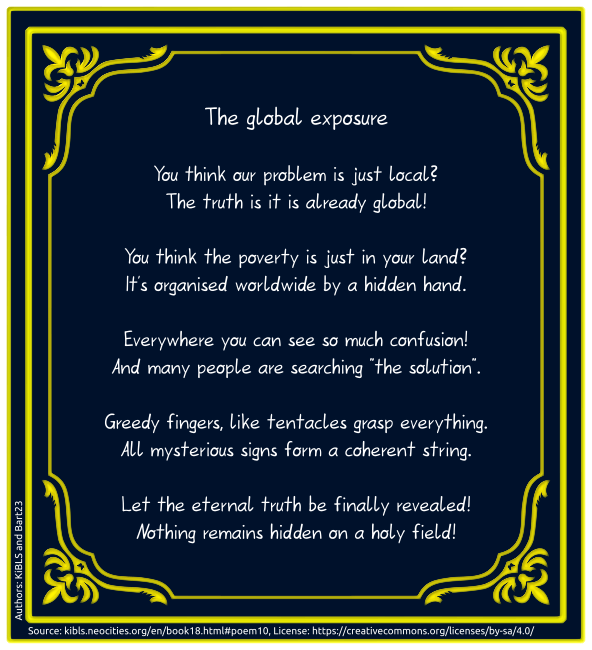 The global exposure
You think our problem is just local?
The truth is it is already global!
You think the poverty is just in your land?
It's organised worldwide by a hidden hand.
Everywhere you can see so much confusion!
And many people are searching "the solution".
Greedy fingers, like tentacles grasp everything.
All mysterious signs form a coherent string.
Let the eternal truth be finally revealed!
Nothing remains hidden on a holy field!
Authors: KiBLS and Bart23
Source: kibls.neocities.org/en/book18.html#poem10, License: https://creativecommons.org/licenses/by-sa/4.0/